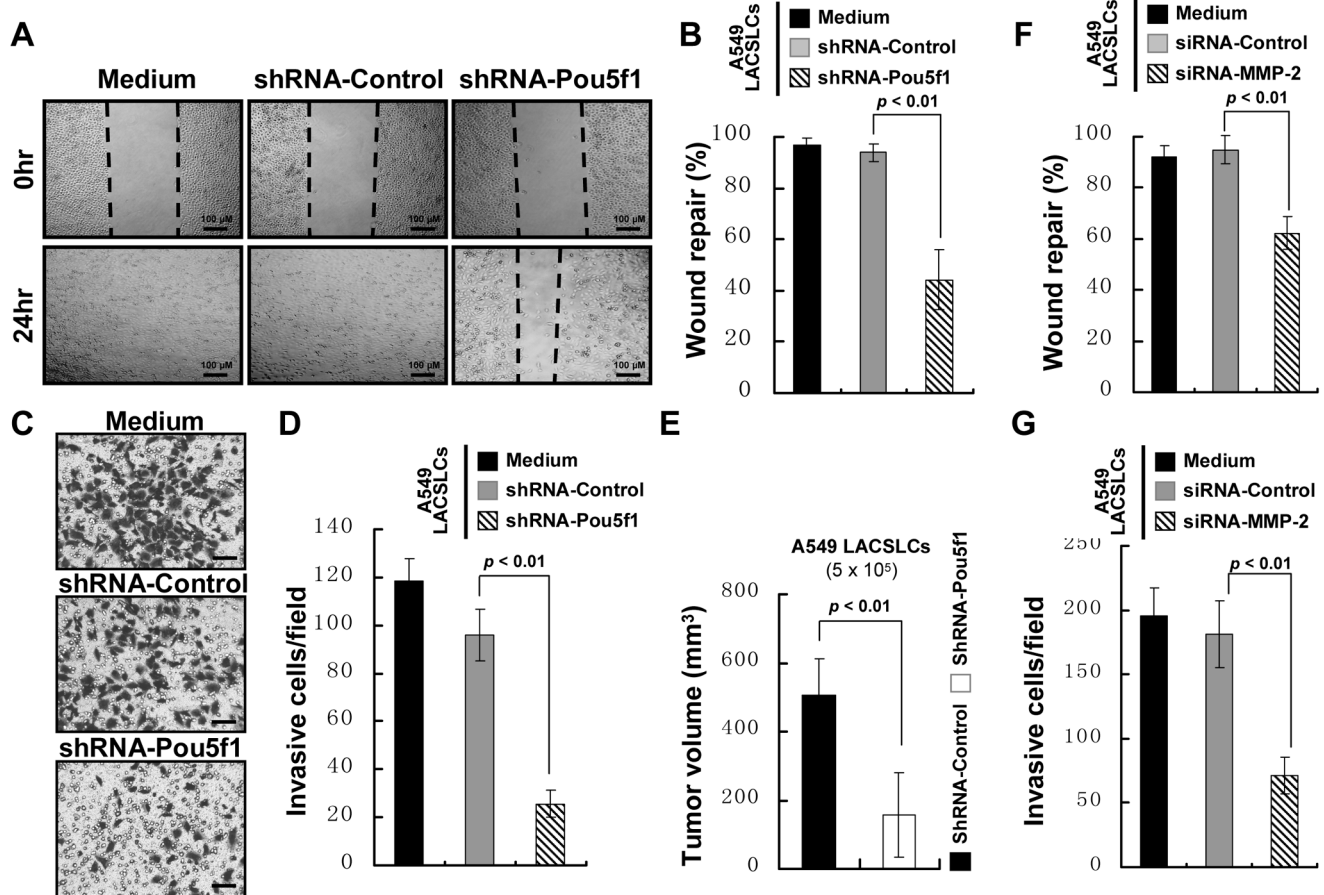 A
Medium
shRNA-Control
shRNA-Pou5f1
0hr
100 µM
100 µM
100 µM
24hr
100 µM
100 µM
100 µM
B
A549
LACSLCs
Medium
shRNA-Control
shRNA-Pou5f1
p < 0.01
Wound repair (%)
100
80
60
40
20
0
F
A549
LACSLCs
Medium
siRNA-Control
siRNA-MMP-2
p < 0.01
Wound repair (%)
100
80
60
40
20
0
C
Medium
shRNA-Control
shRNA-Pou5f1
D
A549
LACSLCs
Medium
shRNA-Control
shRNA-Pou5f1
p < 0.01
Invasive cells/field
140
120
100
80
60
40
20
0
E
A549 LACSLCs
(5 x 10⁵)
p < 0.01
Tumor volume (mm³)
800
600
400
200
0
ShRNA-Control
ShRNA-Pou5f1
G
A549
LACSLCs
Medium
siRNA-Control
siRNA-MMP-2
p < 0.01
Invasive cells/field
250
200
150
100
50
0